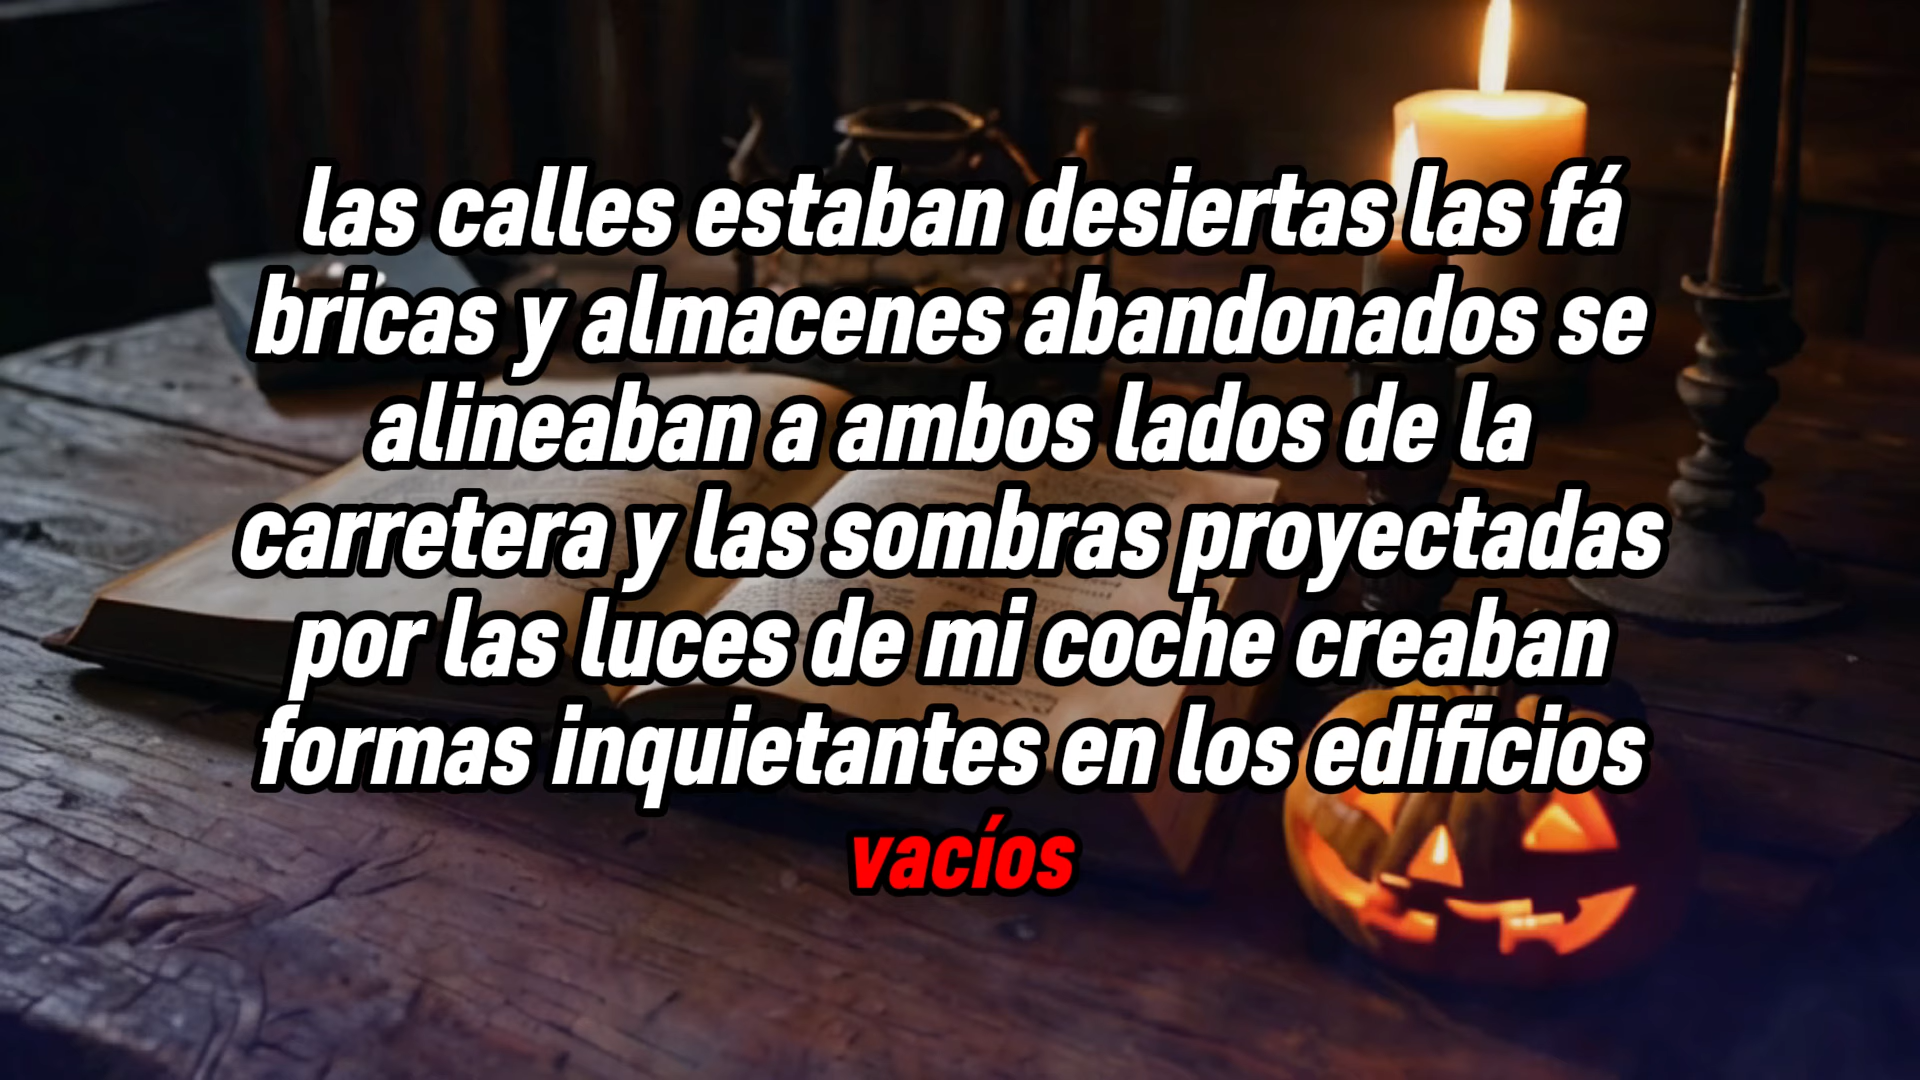 las calles estaban desiertas las fá
bricas y almacenes abandonados se
alineaban a ambos lados de la
carretera y las sombras proyectadas
por las luces de mi coche creaban
formas inquietantes en los edificios
vacíos